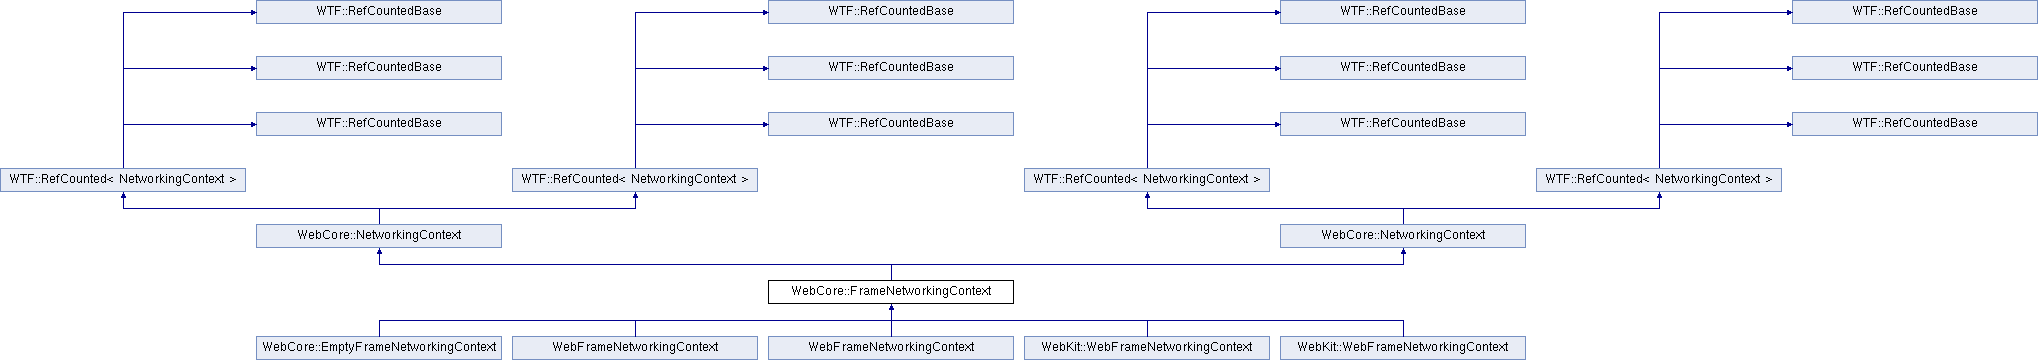 WTF::RefCountedBase WTF::RefCountedBase WTF::RefCountedBase WTF::RefCountedBase
WTF::RefCountedBase WTF::RefCountedBase WTF::RefCountedBase WTF::RefCountedBase
WTF::RefCountedBase WTF::RefCountedBase WTF::RefCountedBase WTF::RefCountedBase
WTF::RefCounted< NetworkingContext > WTF::RefCounted< NetworkingContext > WTF::RefCounted< NetworkingContext > WTF::RefCounted< NetworkingContext >
WebCore::NetworkingContext WebCore::NetworkingContext
WebCore::FrameNetworkingContext
WebCore::EmptyFrameNetworkingContext WebFrameNetworkingContext WebFrameNetworkingContext WebKit::WebFrameNetworkingContext WebKit::WebFrameNetworkingContext